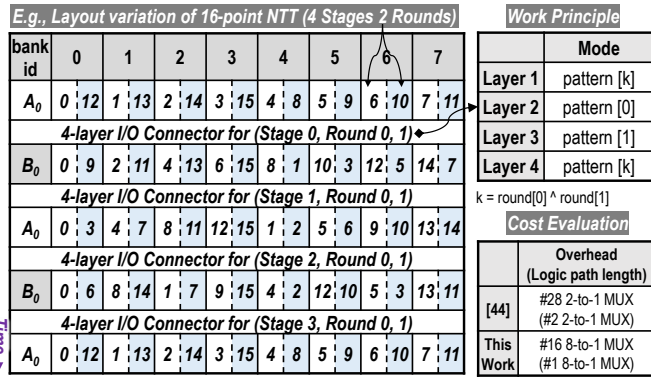 E.g., Layout variation of 16-point NTT (4 Stages 2 Rounds)
bank id 0 1 2 3 4 5 6 7
A0 0 12 1 13 2 14 3 15 4 8 5 9 6 10 7 11
4-layer I/O Connector for (Stage 0, Round 0, 1)
B0 0 9 2 11 4 13 6 15 8 1 10 3 12 5 14 7
4-layer I/O Connector for (Stage 1, Round 0, 1)
A0 0 3 4 7 8 11 12 15 1 2 5 6 9 10 13 14
4-layer I/O Connector for (Stage 2, Round 0, 1)
B0 0 6 8 14 1 7 9 15 4 2 12 10 5 3 13 11
4-layer I/O Connector for (Stage 3, Round 0, 1)
A0 0 12 1 13 2 14 3 15 4 8 5 9 6 10 7 11
Time
Work Principle
Mode
Layer 1 pattern [k]
Layer 2 pattern [0]
Layer 3 pattern [1]
Layer 4 pattern [k]
k = round[0] ^ round[1]
Cost Evaluation
Overhead
(Logic path length)
[44] #28 2-to-1 MUX
(#2 2-to-1 MUX)
This Work #16 8-to-1 MUX
(#1 8-to-1 MUX)